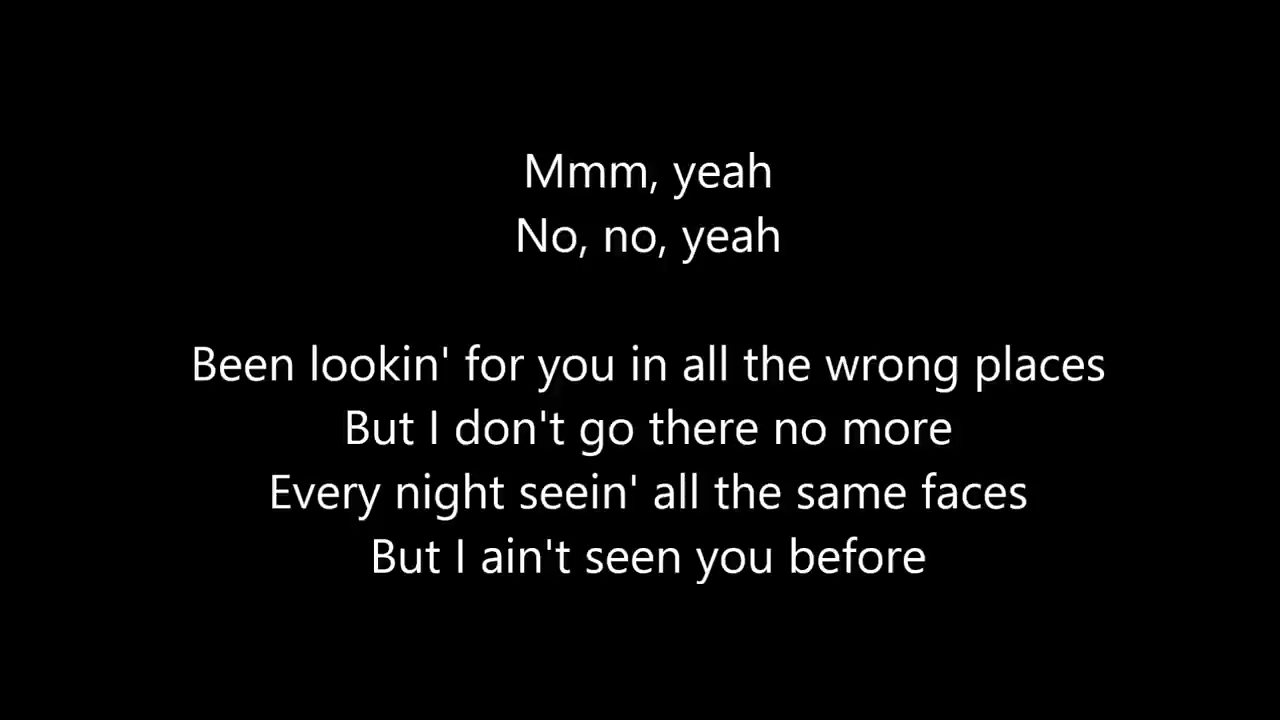 Mmm, yeah
No, no, yeah
Been lookin' for you in all the wrong places
But I don't go there no more
Every night seein' all the same faces
But I ain't seen you before